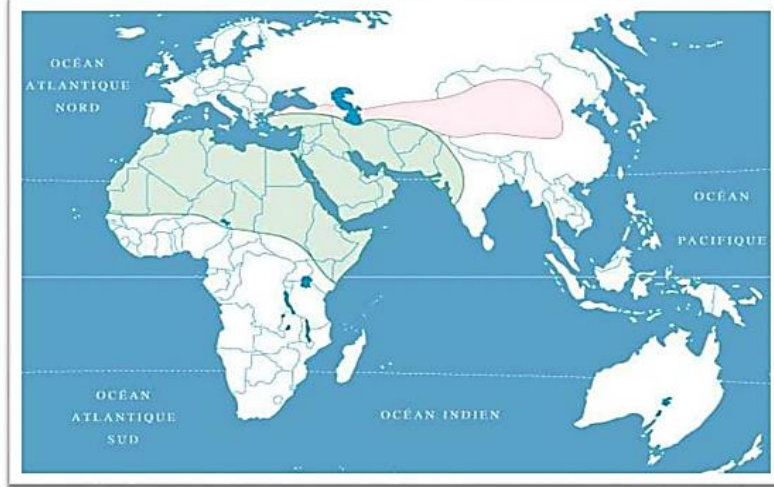 OCÉAN
ATLANTIQUE
NORD
OCÉAN
PACIFIQUE
OCÉAN
ATLANTIQUE
SUD
OCÉAN INDIEN